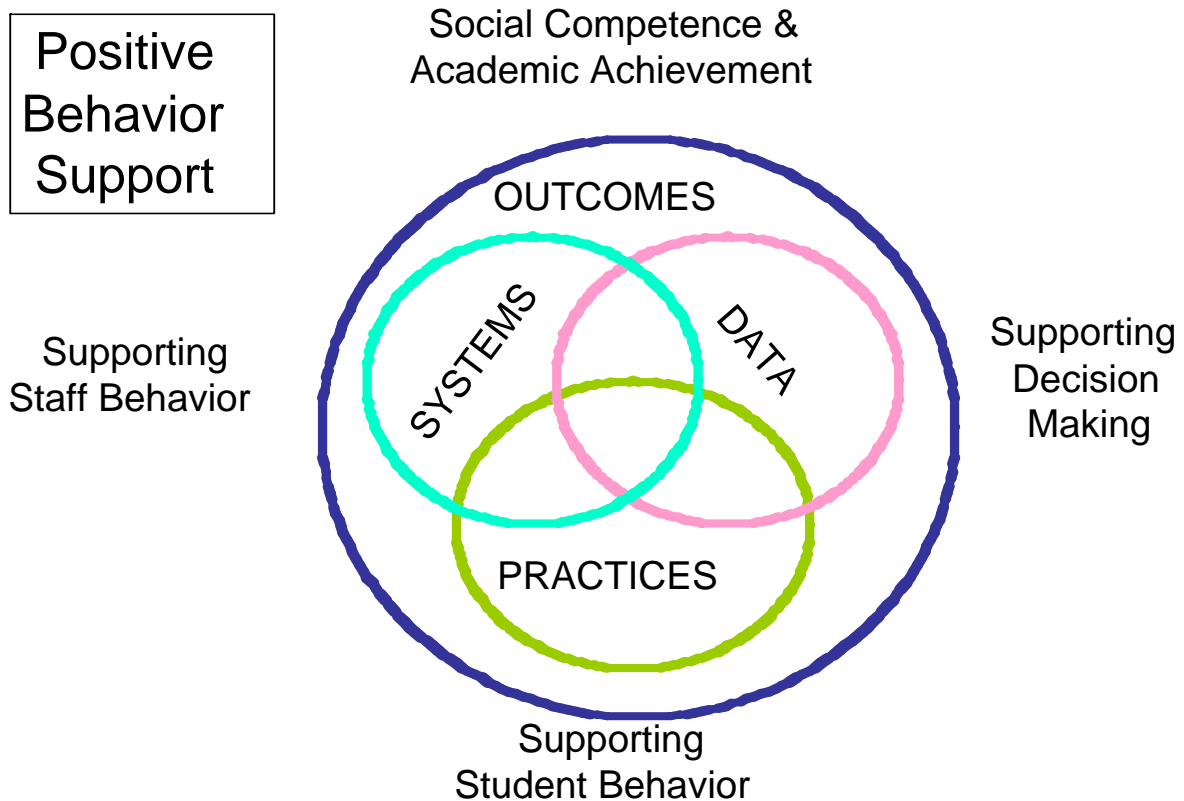 Positive
Behavior
Support
Social Competence &
Academic Achievement
OUTCOMES
SYSTEMS
DATA
Supporting
Staff Behavior
Supporting
Decision
Making
PRACTICES
Supporting
Student Behavior